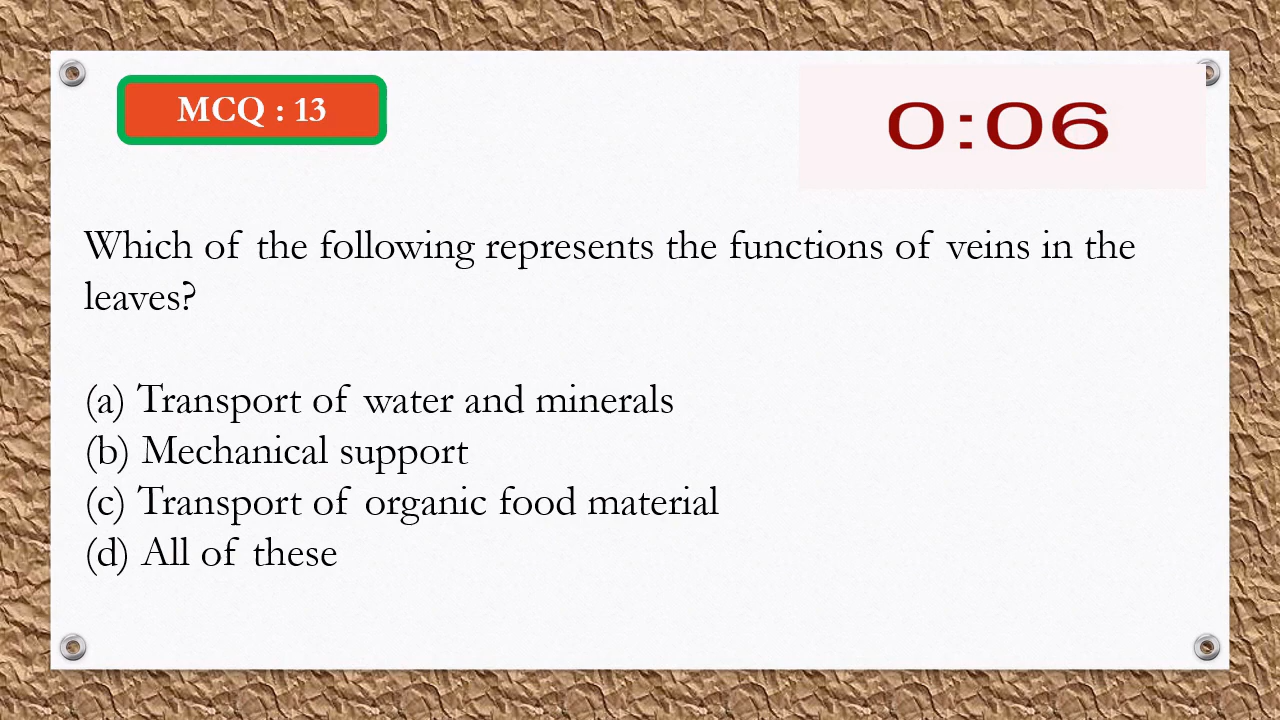 MCQ : 13
0:06
Which of the following represents the functions of veins in the
leaves?
(a) Transport of water and minerals
(b) Mechanical support
(c) Transport of organic food material
(d) All of these